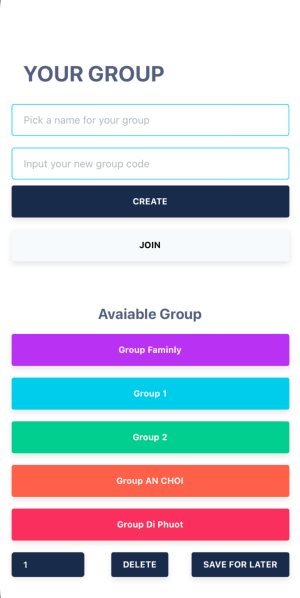 YOUR GROUP
Pick a name for your group
Input your new group code
CREATE
JOIN
Avaiable Group
Group Faminly
Group 1
Group 2
Group AN CHOI
Group Di Phuot
1 DELETE SAVE FOR LATER